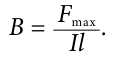 B = F_max / Il.